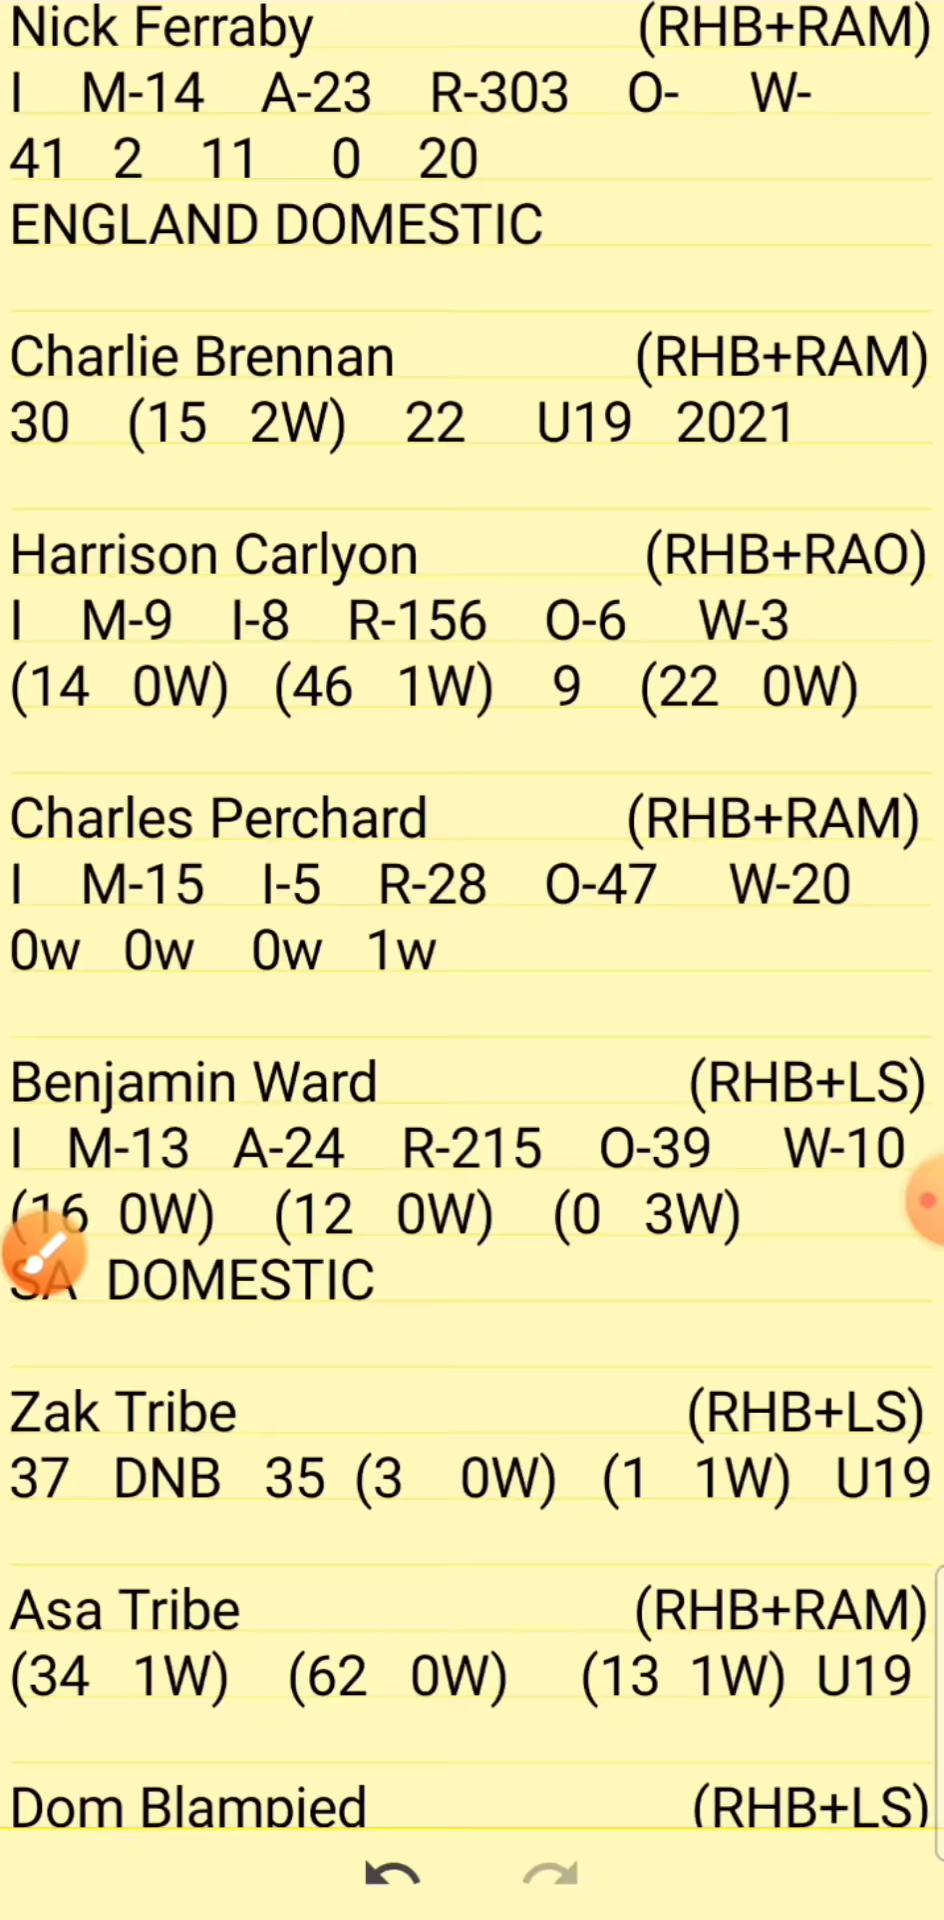 Nick Ferraby (RHB+RAM)
I M-14 A-23 R-303 O- W-
41 2 11 0 20
ENGLAND DOMESTIC
Charlie Brennan (RHB+RAM)
30 (15 2W) 22 U19 2021
Harrison Carlyon (RHB+RAO)
I M-9 I-8 R-156 O-6 W-3
(14 0W) (46 1W) 9 (22 0W)
Charles Perchard (RHB+RAM)
I M-15 I-5 R-28 O-47 W-20
0w 0w 0w 1w
Benjamin Ward (RHB+LS)
I M-13 A-24 R-215 O-39 W-10
(16 0W) (12 0W) (0 3W)
SA DOMESTIC
Zak Tribe (RHB+LS)
37 DNB 35 (3 0W) (1 1W) U19
Asa Tribe (RHB+RAM)
(34 1W) (62 0W) (13 1W) U19
Dom Blampied (RHB+LS)